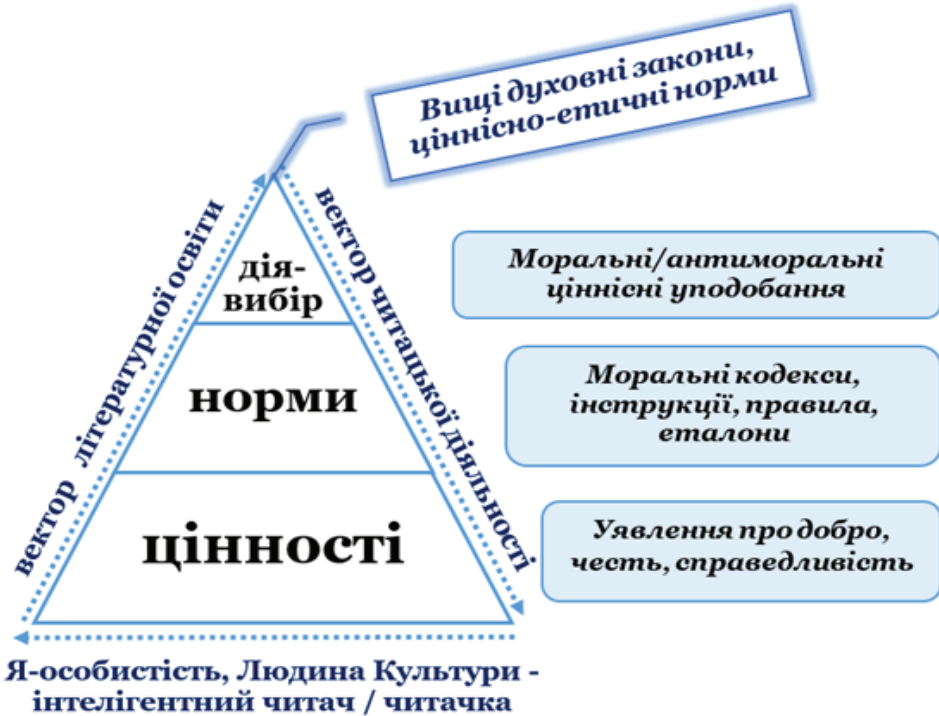 Вищі духовні закони,
ціннісно-етичні норми
вектор літературної освіти
вектор читацької діяльності
дія-
вибір
Моральні/антиморальні
ціннісні уподобання
норми
Моральні кодекси,
інструкції, правила,
еталони
цінності
Уявлення про добро,
честь, справедливість
Я-особистість, Людина Культури -
інтелігентний читач / читачка